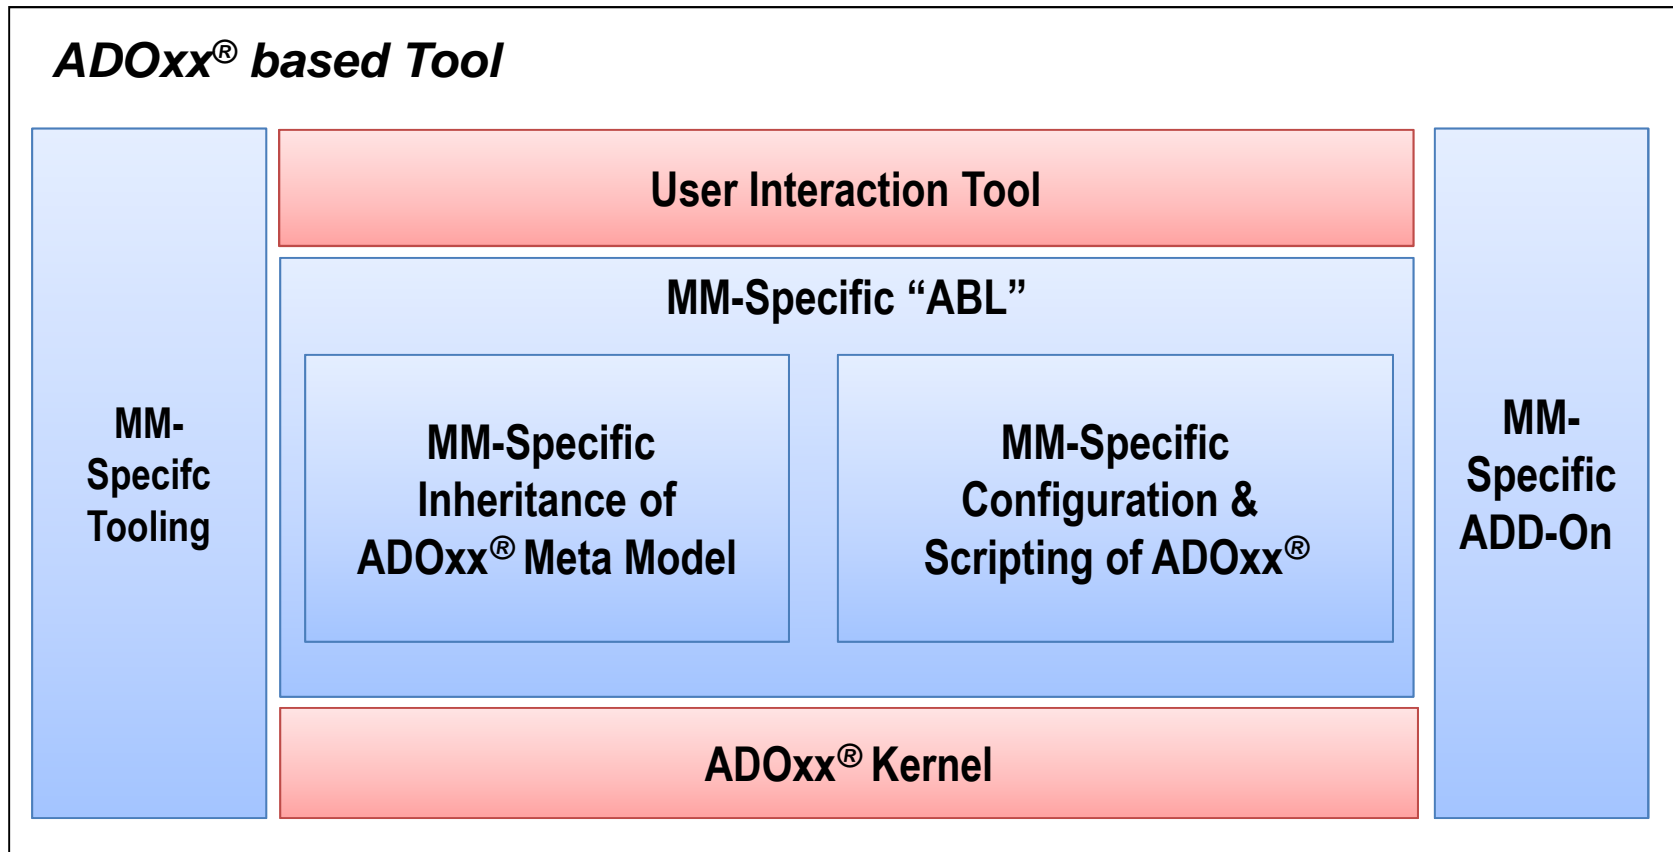 ADOxx® based Tool
User Interaction Tool
MM-Specific “ABL”
MM-
Specifc
Tooling
MM-Specific
Inheritance of
ADOxx® Meta Model
MM-Specific
Configuration &
Scripting of ADOxx®
MM-
Specific
ADD-On
ADOxx® Kernel